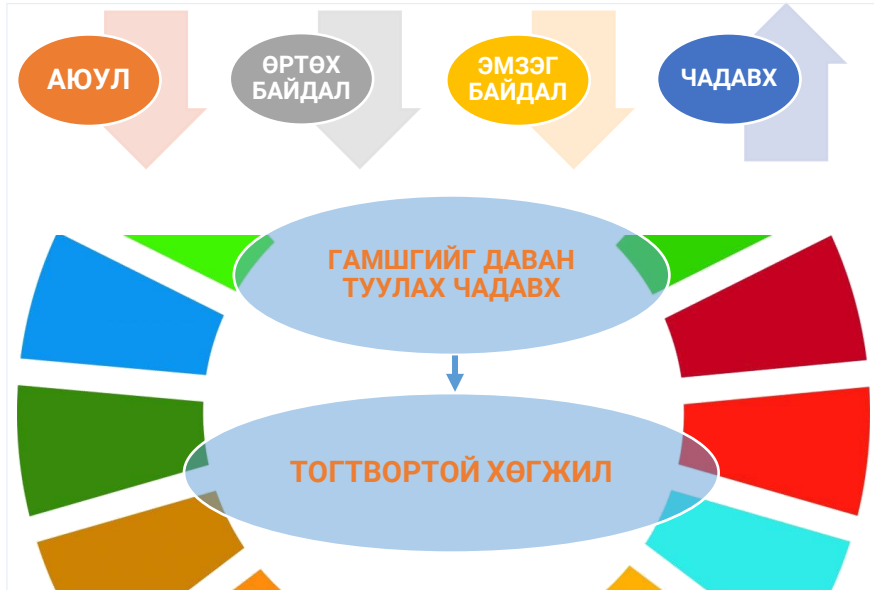 АЮУЛ
ӨРТӨХ
БАЙДАЛ
ЭМЗЭГ
БАЙДАЛ
ЧАДАВХ
ГАМШГИЙГ ДАВАН
ТУУЛАХ ЧАДАВХ
ТОГТВОРТОЙ ХӨГЖИЛ